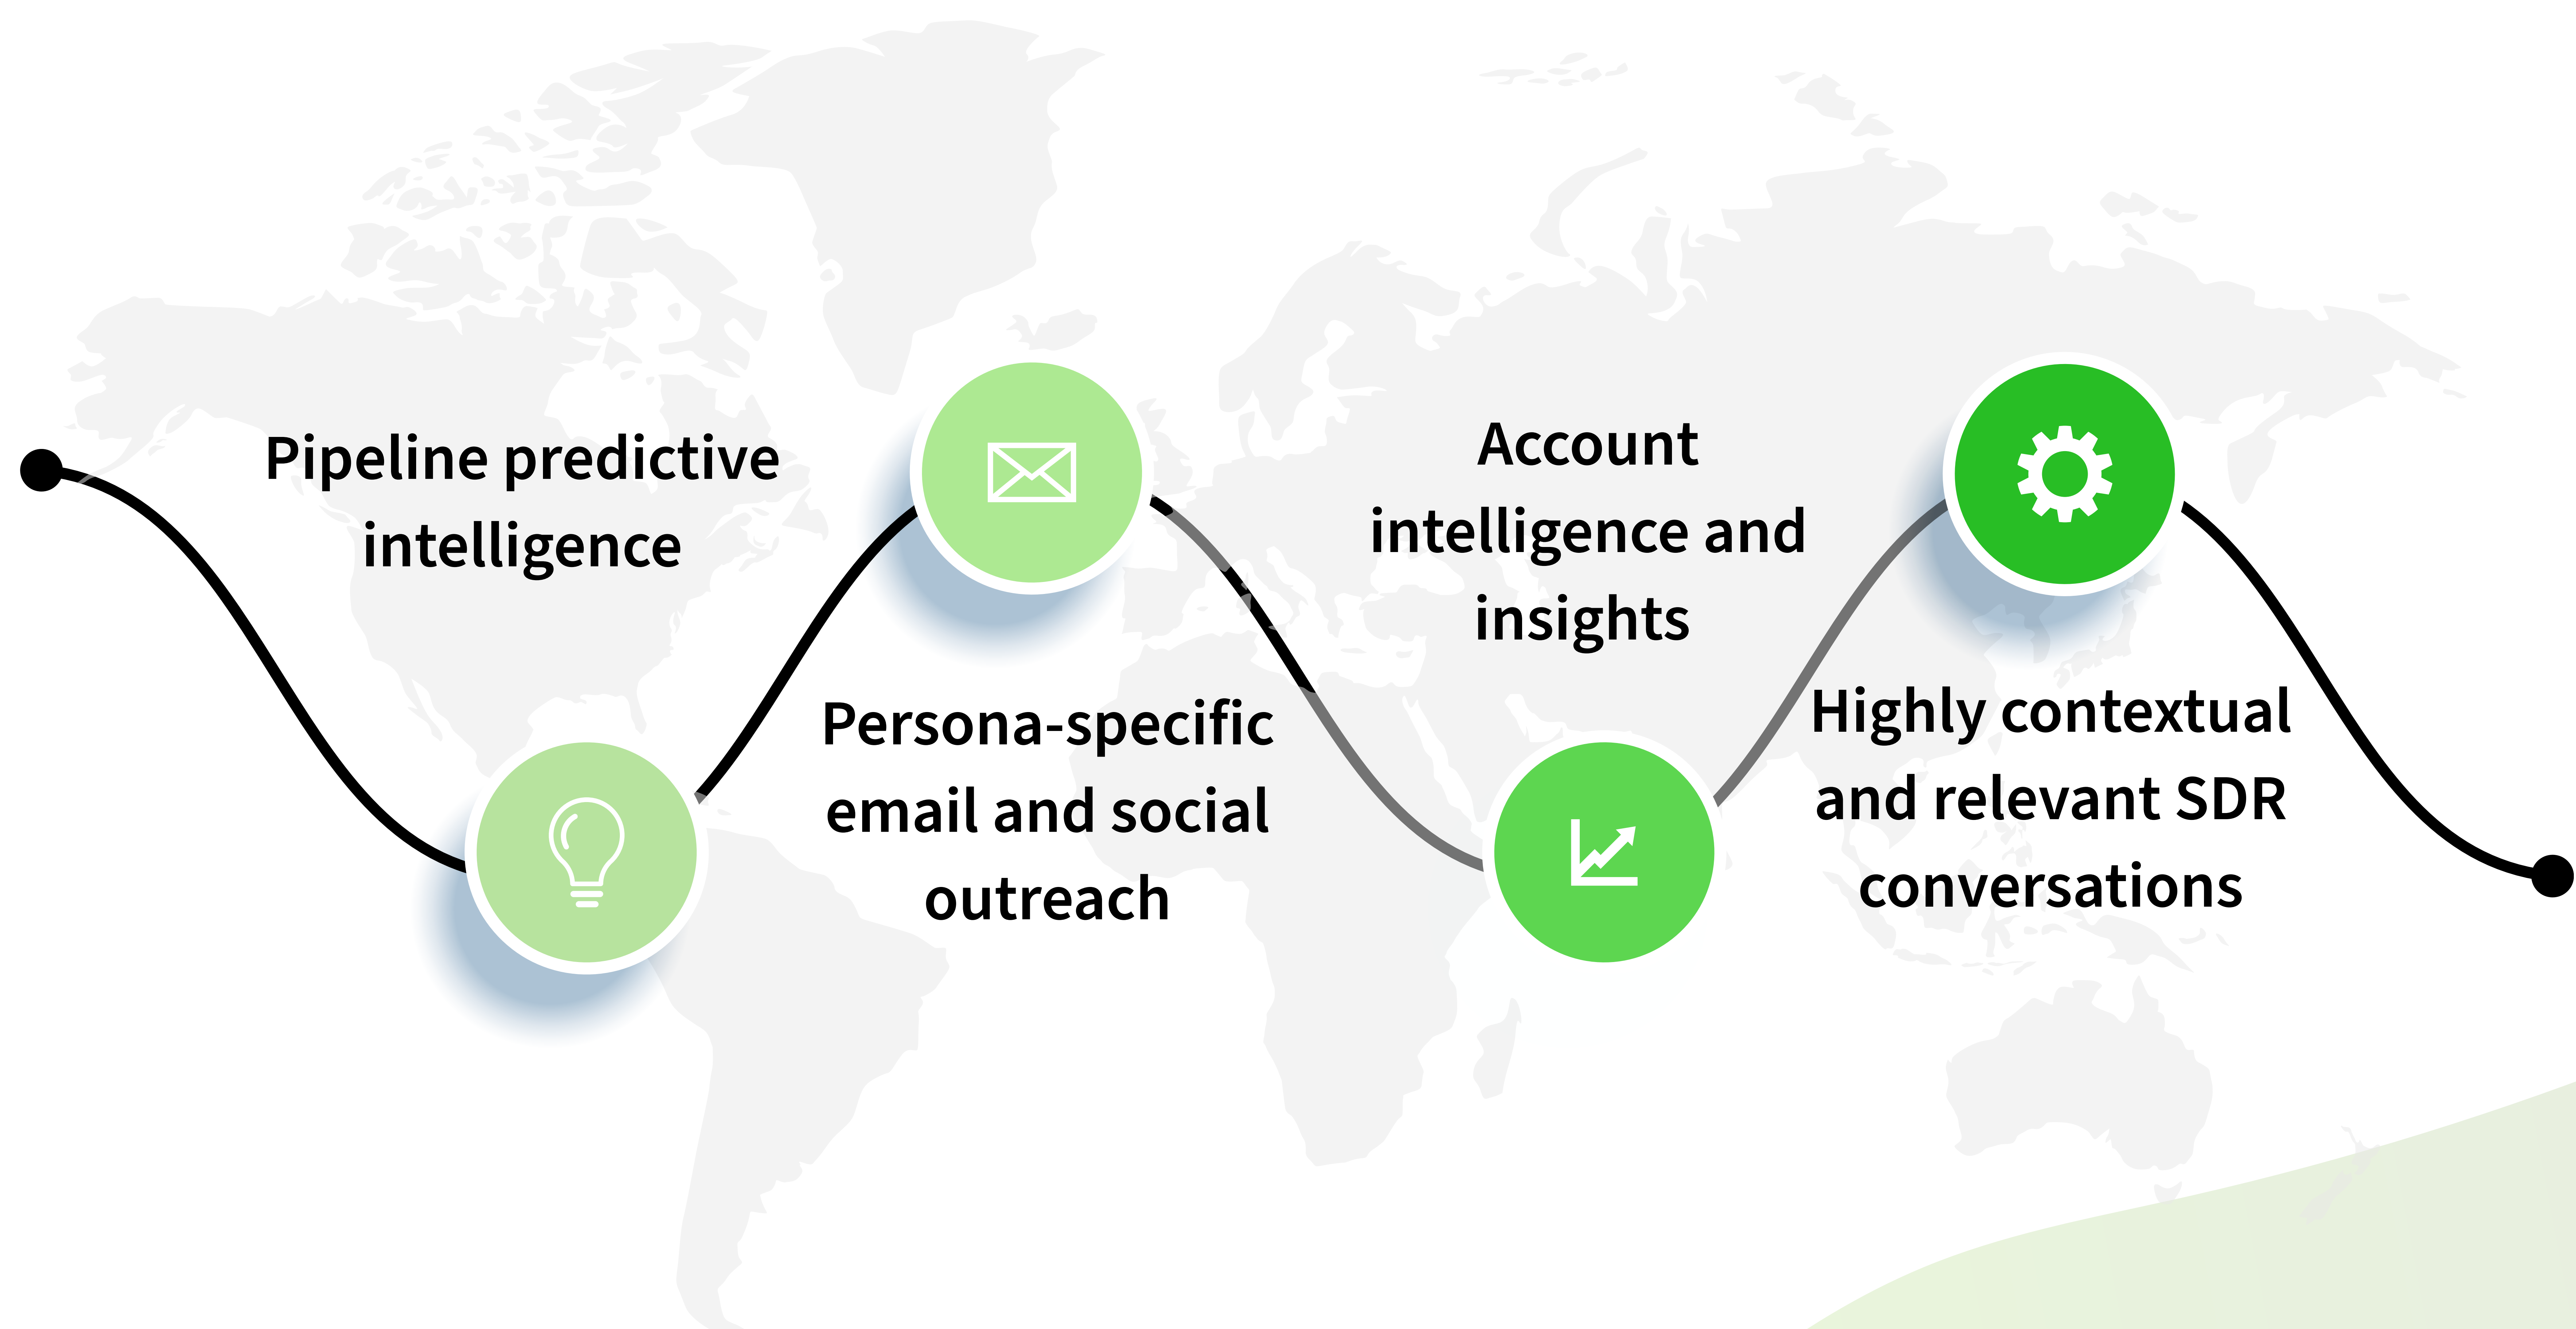 Pipeline predictive
intelligence
Persona-specific
email and social
outreach
Account
intelligence and
insights
Highly contextual
and relevant SDR
conversations